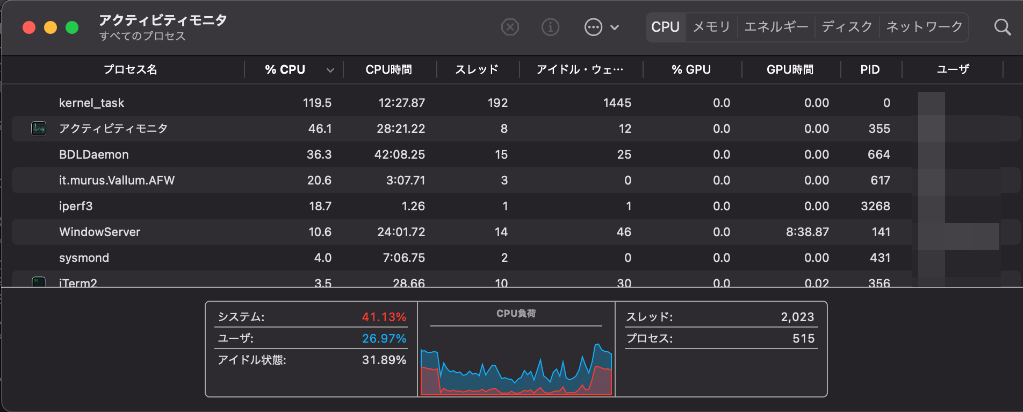 アクティビティモニタ
すべてのプロセス
CPU メモリ エネルギー ディスク ネットワーク
プロセス名 % CPU CPU時間 スレッド アイドル・ウェ… % GPU GPU時間 PID ユーザ
kernel_task 119.5 12:27.87 192 1445 0.0 0.00 0
アクティビティモニタ 46.1 28:21.22 8 12 0.0 0.00 355
BDLDaemon 36.3 42:08.25 15 25 0.0 0.00 664
it.murus.Vallum.AFW 20.6 3:07.71 3 0 0.0 0.00 617
iperf3 18.7 1.26 1 1 0.0 0.00 3268
WindowServer 10.6 24:01.72 14 46 0.0 8:38.87 141
sysmond 4.0 7:06.75 2 0 0.0 0.00 431
iTerm2 3.5 28.66 10 30 0.0 0.02 356
システム: 41.13%
ユーザ: 26.97%
アイドル状態: 31.89%
CPU負荷
スレッド: 2,023
プロセス: 515